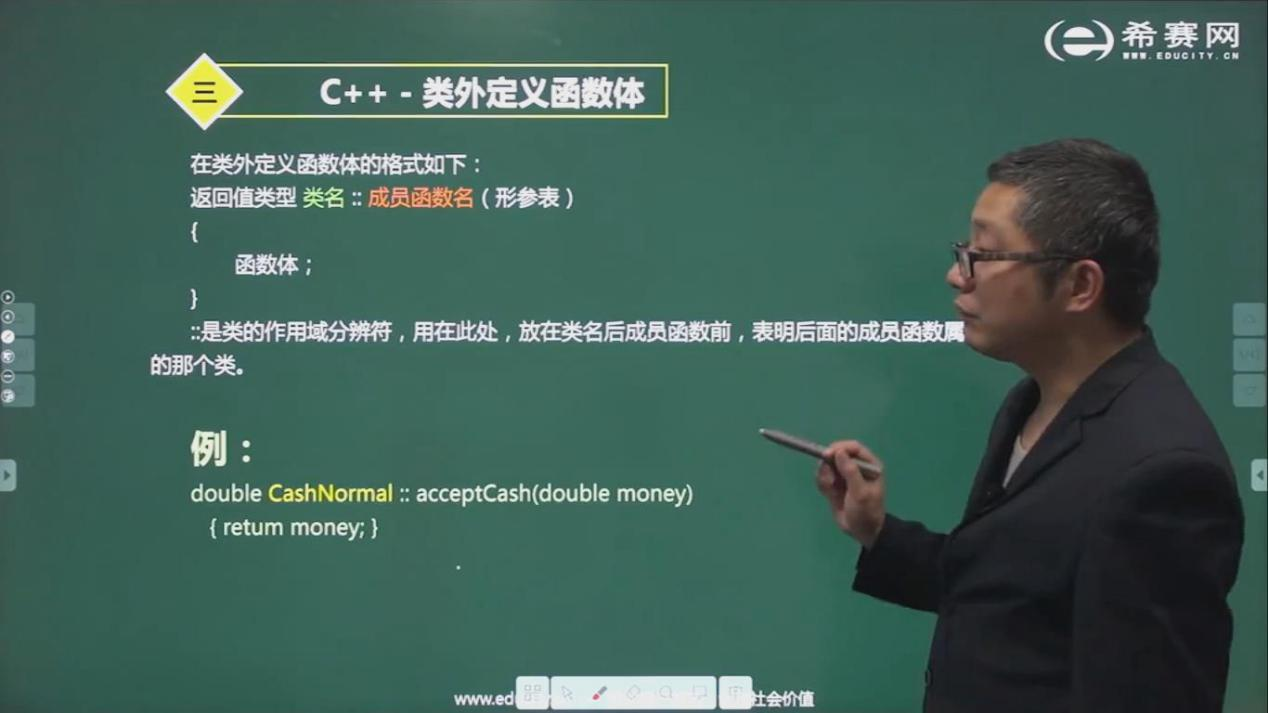 希赛网
WWW.EDUCITY.CN
三
C++ - 类外定义函数体
在类外定义函数体的格式如下：
返回值类型 类名 :: 成员函数名（形参表）
{
函数体；
}
::是类的作用域分辨符，用在此处，放在类名后成员函数前，表明后面的成员函数属
的那个类。
例：
double CashNormal :: acceptCash(double money)
{ return money; }
www.ed
社会价值